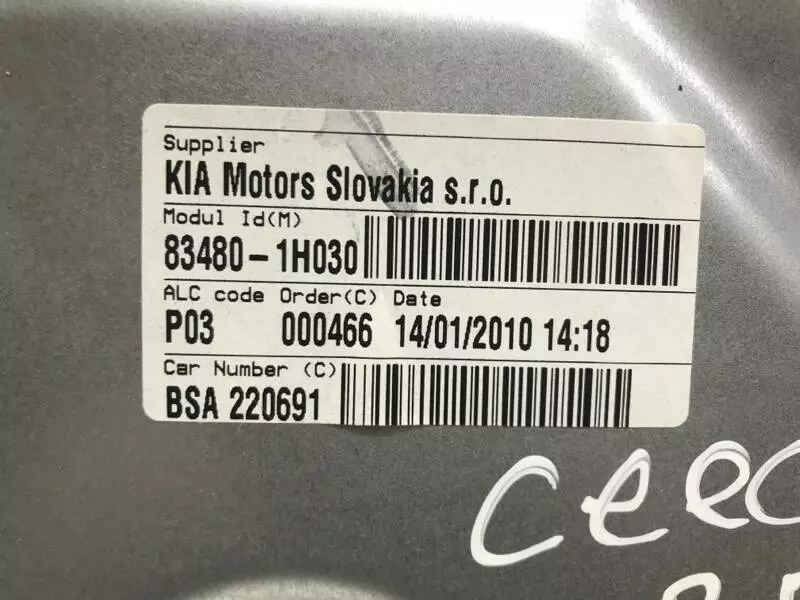 Supplier
KIA Motors Slovakia s.r.o.
Modul Id(M)
83480-1H030
ALC code Order(C) Date
P03 000466 14/01/2010 14:18
Car Number (C)
BSA 220691